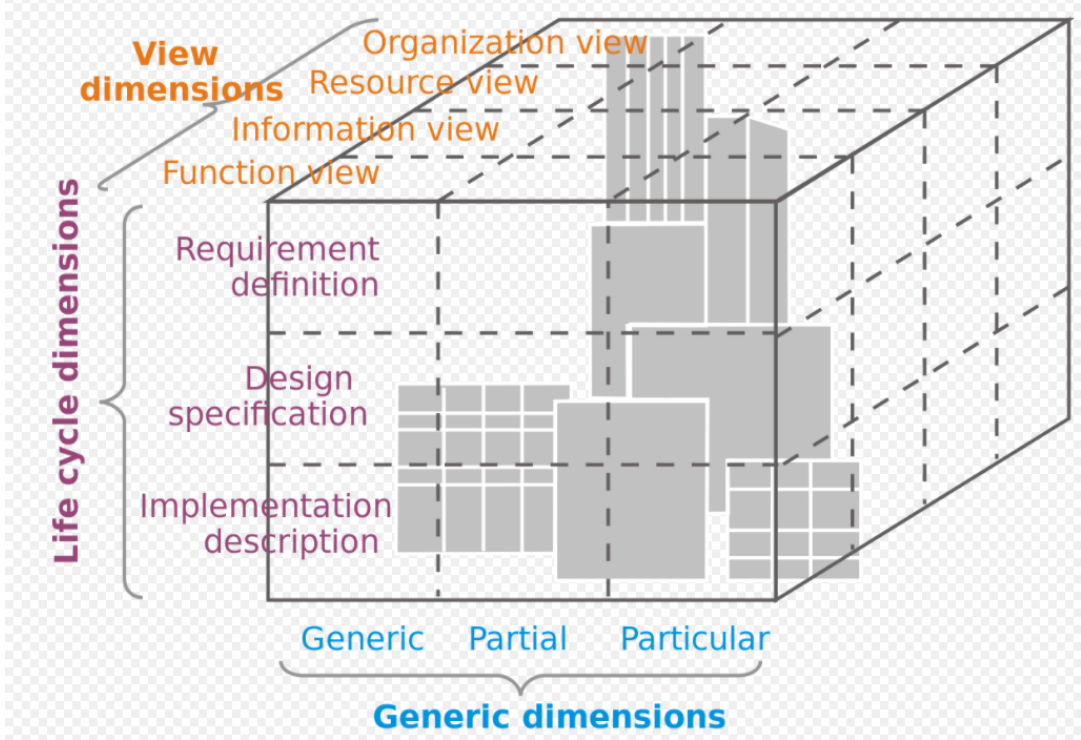 View
dimensions
Organization view
Resource view
Information view
Function view
Life cycle dimensions
Requirement
definition
Design
specification
Implementation
description
Generic
Partial
Particular
Generic dimensions